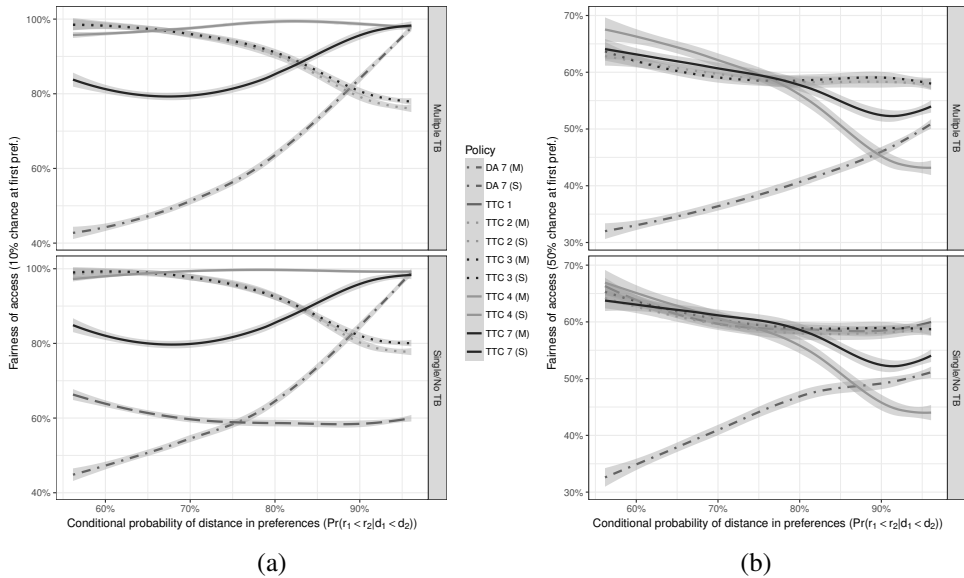 100%
80%
60%
40%
Mulitple TB
100%
80%
60%
40%
Single/No TB
Fairness of access (10% chance at first pref.)
60%
70%
80%
90%
Conditional probability of distance in preferences (Pr(r1 < r2|d1 < d2))
(a)
Policy
DA 7 (M)
DA 7 (S)
TTC 1
TTC 2 (M)
TTC 2 (S)
TTC 3 (M)
TTC 3 (S)
TTC 4 (M)
TTC 4 (S)
TTC 7 (M)
TTC 7 (S)
70%
60%
50%
40%
30%
Mulitple TB
70%
60%
50%
40%
30%
Single/No TB
Fairness of access (50% chance at first pref.)
60%
70%
80%
90%
Conditional probability of distance in preferences (Pr(r1 < r2|d1 < d2))
(b)